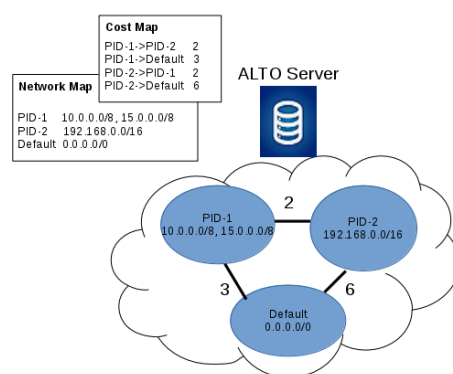 Cost Map
PID-1->PID-2 2
PID-1->Default 3
PID-2->PID-1 2
PID-2->Default 6
Network Map
PID-1 10.0.0.0/8, 15.0.0.0/8
PID-2 192.168.0.0/16
Default 0.0.0.0/0
ALTO Server
2
PID-1
10.0.0.0/8, 15.0.0.0/8
PID-2
192.168.0.0/16
3
6
Default
0.0.0.0/0